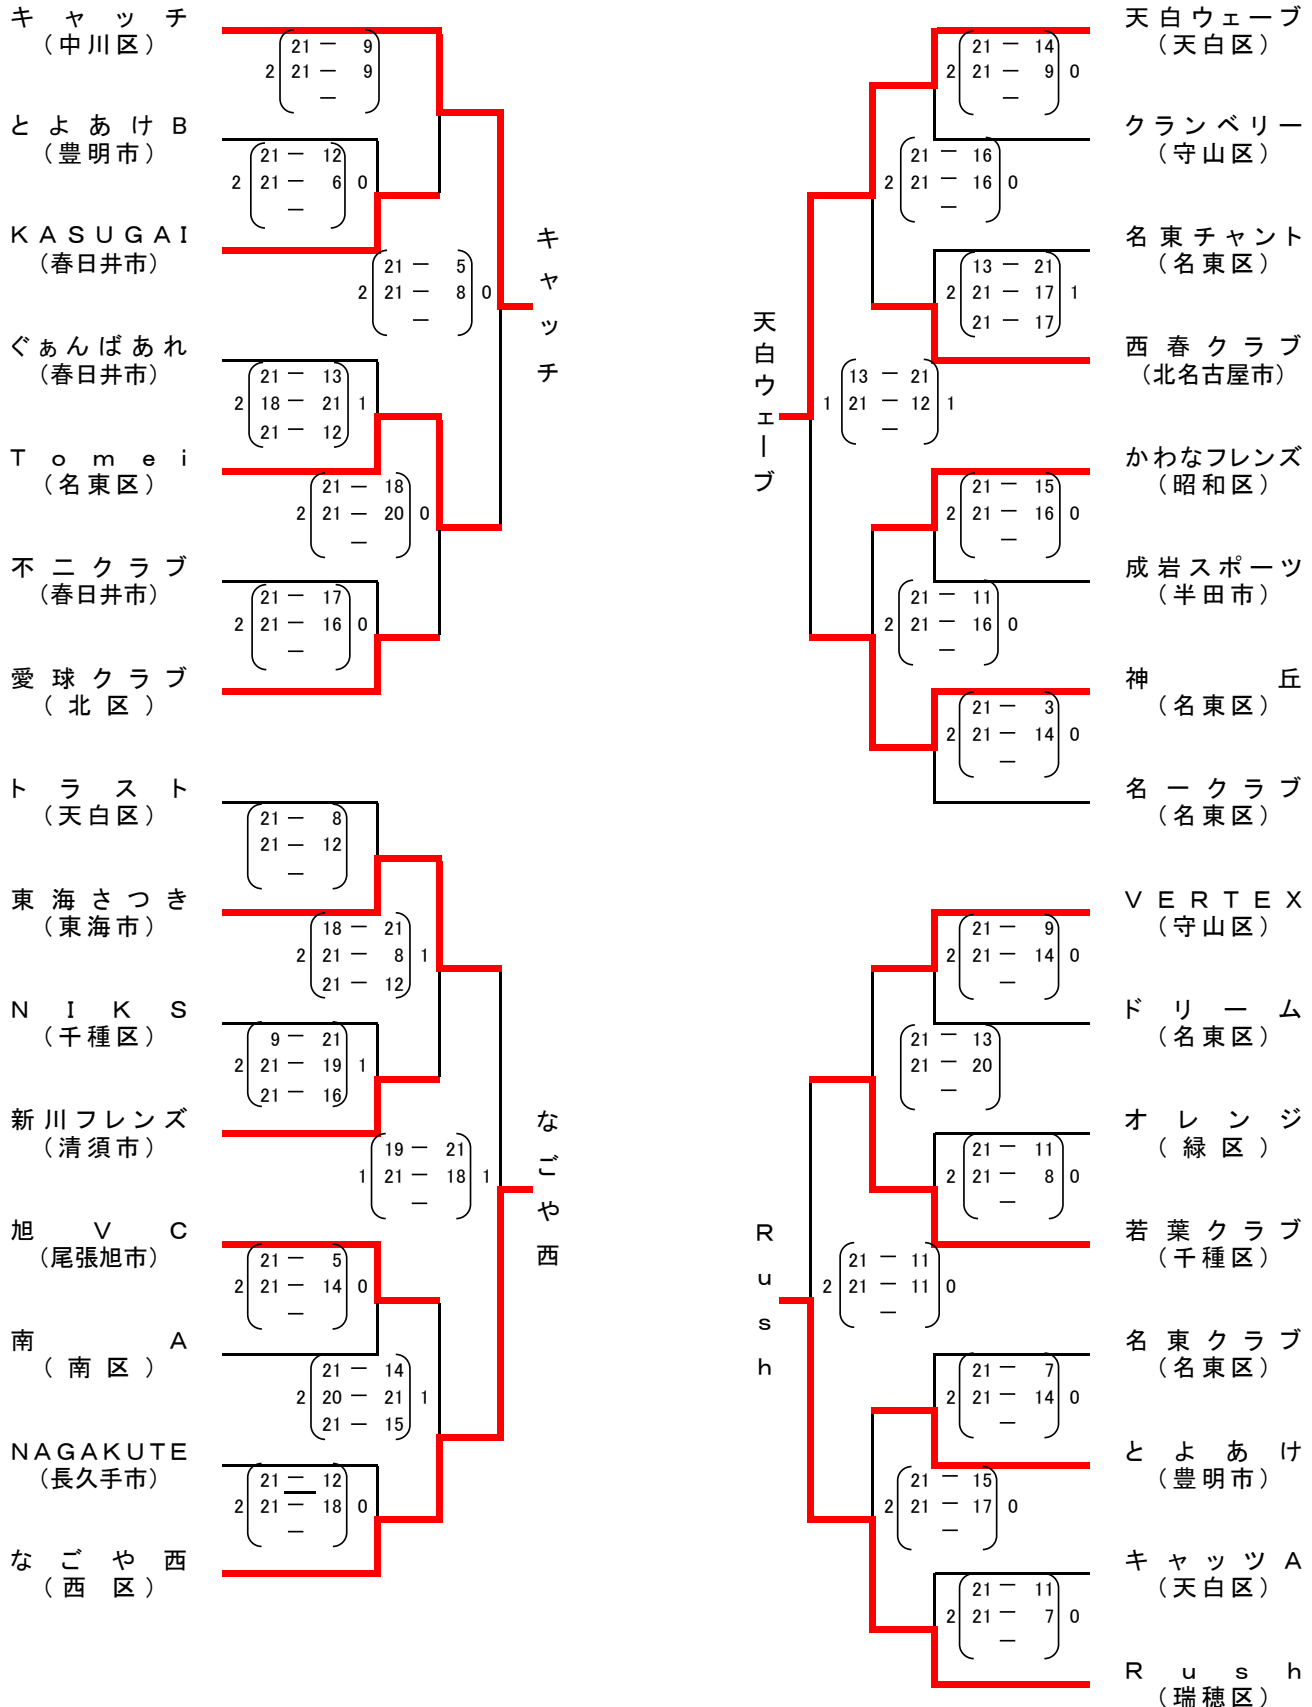 キャッチ
（中川区）
21 ― 9
2 21 ― 9
―
とよあけB
（豊明市）
21 ― 12
2 21 ― 6 0
―
KASUGAI
（春日井市）
21 ― 5
2 21 ― 8 0
―
キャッチ
ぐぁんばあれ
（春日井市）
21 ― 13
2 18 ― 21 1
21 ― 12
Tomei
（名東区）
21 ― 18
2 21 ― 20 0
―
不二クラブ
（春日井市）
21 ― 17
2 21 ― 16 0
―
愛球クラブ
（北区）
トラスト
（天白区）
21 ― 8
21 ― 12
―
東海さつき
（東海市）
18 ― 21
2 21 ― 8 1
21 ― 12
NIKS
（千種区）
9 ― 21
2 21 ― 19 1
21 ― 16
新川フレンズ
（清須市）
19 ― 21
1 21 ― 18 1
―
なごや西
旭VC
（尾張旭市）
21 ― 5
2 21 ― 14 0
―
南A
（南区）
21 ― 14
2 20 ― 21 1
21 ― 15
NAGAKUTE
（長久手市）
21 ― 12
2 21 ― 18 0
―
なごや西
（西区）
天白ウェーブ
（天白区）
21 ― 14
2 21 ― 9 0
―
クランベリー
（守山区）
21 ― 16
2 21 ― 16 0
―
名東チャント
（名東区）
13 ― 21
2 21 ― 17 1
21 ― 17
西春クラブ
（北名古屋市）
天白ウェーブ
13 ― 21
1 21 ― 12 1
―
かわなフレンズ
（昭和区）
21 ― 15
2 21 ― 16 0
―
成岩スポーツ
（半田市）
21 ― 11
2 21 ― 16 0
―
神丘
（名東区）
21 ― 3
2 21 ― 14 0
―
名ークラブ
（名東区）
VERTEX
（守山区）
21 ― 9
2 21 ― 14 0
―
ドリーム
（名東区）
21 ― 13
21 ― 20
―
オレンジ
（緑区）
21 ― 11
2 21 ― 8 0
―
若葉クラブ
（千種区）
Rush
21 ― 11
2 21 ― 11 0
―
名東クラブ
（名東区）
21 ― 7
2 21 ― 14 0
―
とよあけ
（豊明市）
21 ― 15
2 21 ― 17 0
―
キャッツA
（天白区）
21 ― 11
2 21 ― 7 0
―
Rush
（瑞穂区）